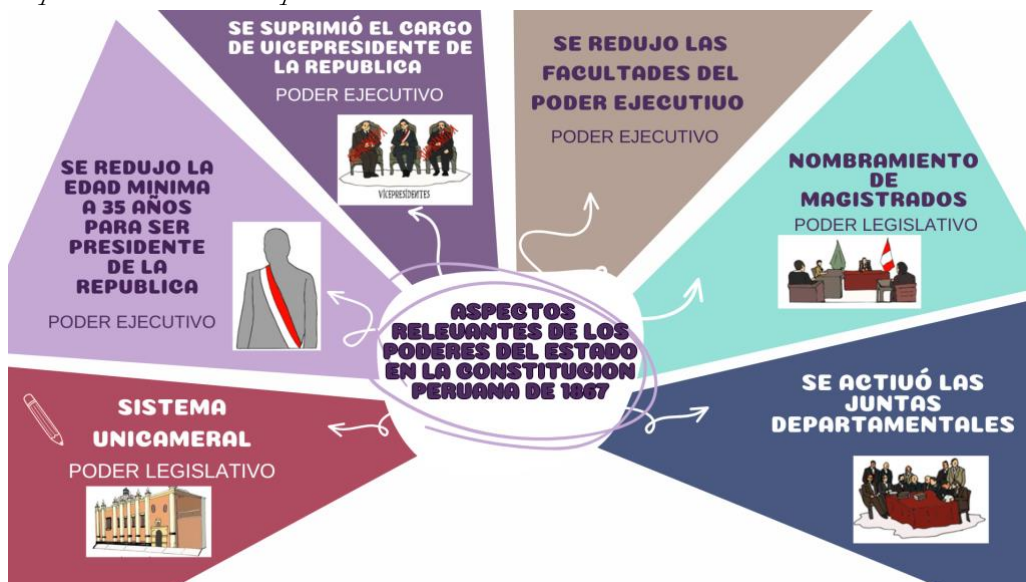 SE SUPRIMIÓ EL CARGO
DE VICEPRESIDENTE DE
LA REPUBLICA
PODER EJECUTIVO
VICEPRESIDENTES
SE REDUJO LAS
FACULTADES DEL
PODER EJECUTIVO
PODER EJECUTIVO
SE REDUJO LA
EDAD MINIMA
A 35 AÑOS
PARA SER
PRESIDENTE
DE LA
REPUBLICA
PODER EJECUTIVO
NOMBRAMIENTO
DE
MAGISTRADOS
PODER LEGISLATIVO
ASPECTOS
RELEVANTES DE LOS
PODERES DEL ESTADO
EN LA CONSTITUCION
PERUANA DE 1867
SISTEMA
UNICAMERAL
PODER LEGISLATIVO
SE ACTIVÓ LAS
JUNTAS
DEPARTAMENTALES